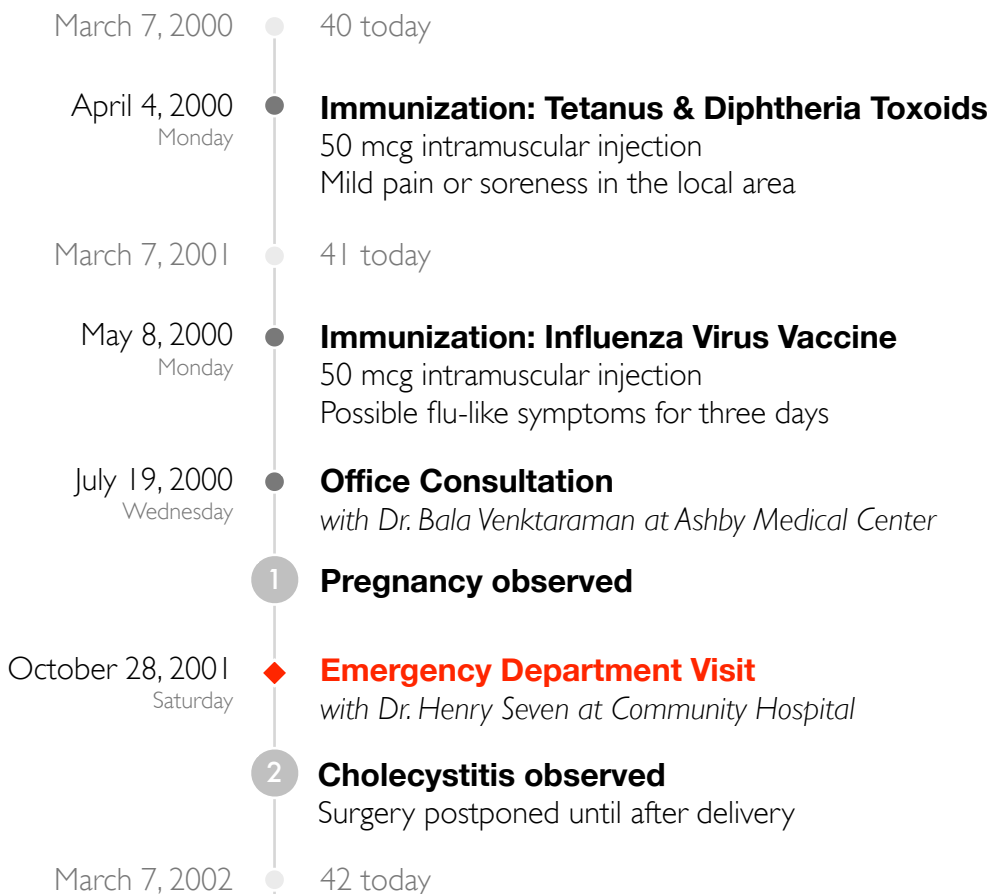 March 7, 2000 40 today
April 4, 2000 Immunization: Tetanus & Diphtheria Toxoids
Monday 50 mcg intramuscular injection
Mild pain or soreness in the local area
March 7, 2001 41 today
May 8, 2000 Immunization: Influenza Virus Vaccine
Monday 50 mcg intramuscular injection
Possible flu-like symptoms for three days
July 19, 2000 Office Consultation
Wednesday with Dr. Bala Venktaraman at Ashby Medical Center
1 Pregnancy observed
October 28, 2001 Emergency Department Visit
Saturday with Dr. Henry Seven at Community Hospital
2 Cholecystitis observed
Surgery postponed until after delivery
March 7, 2002 42 today